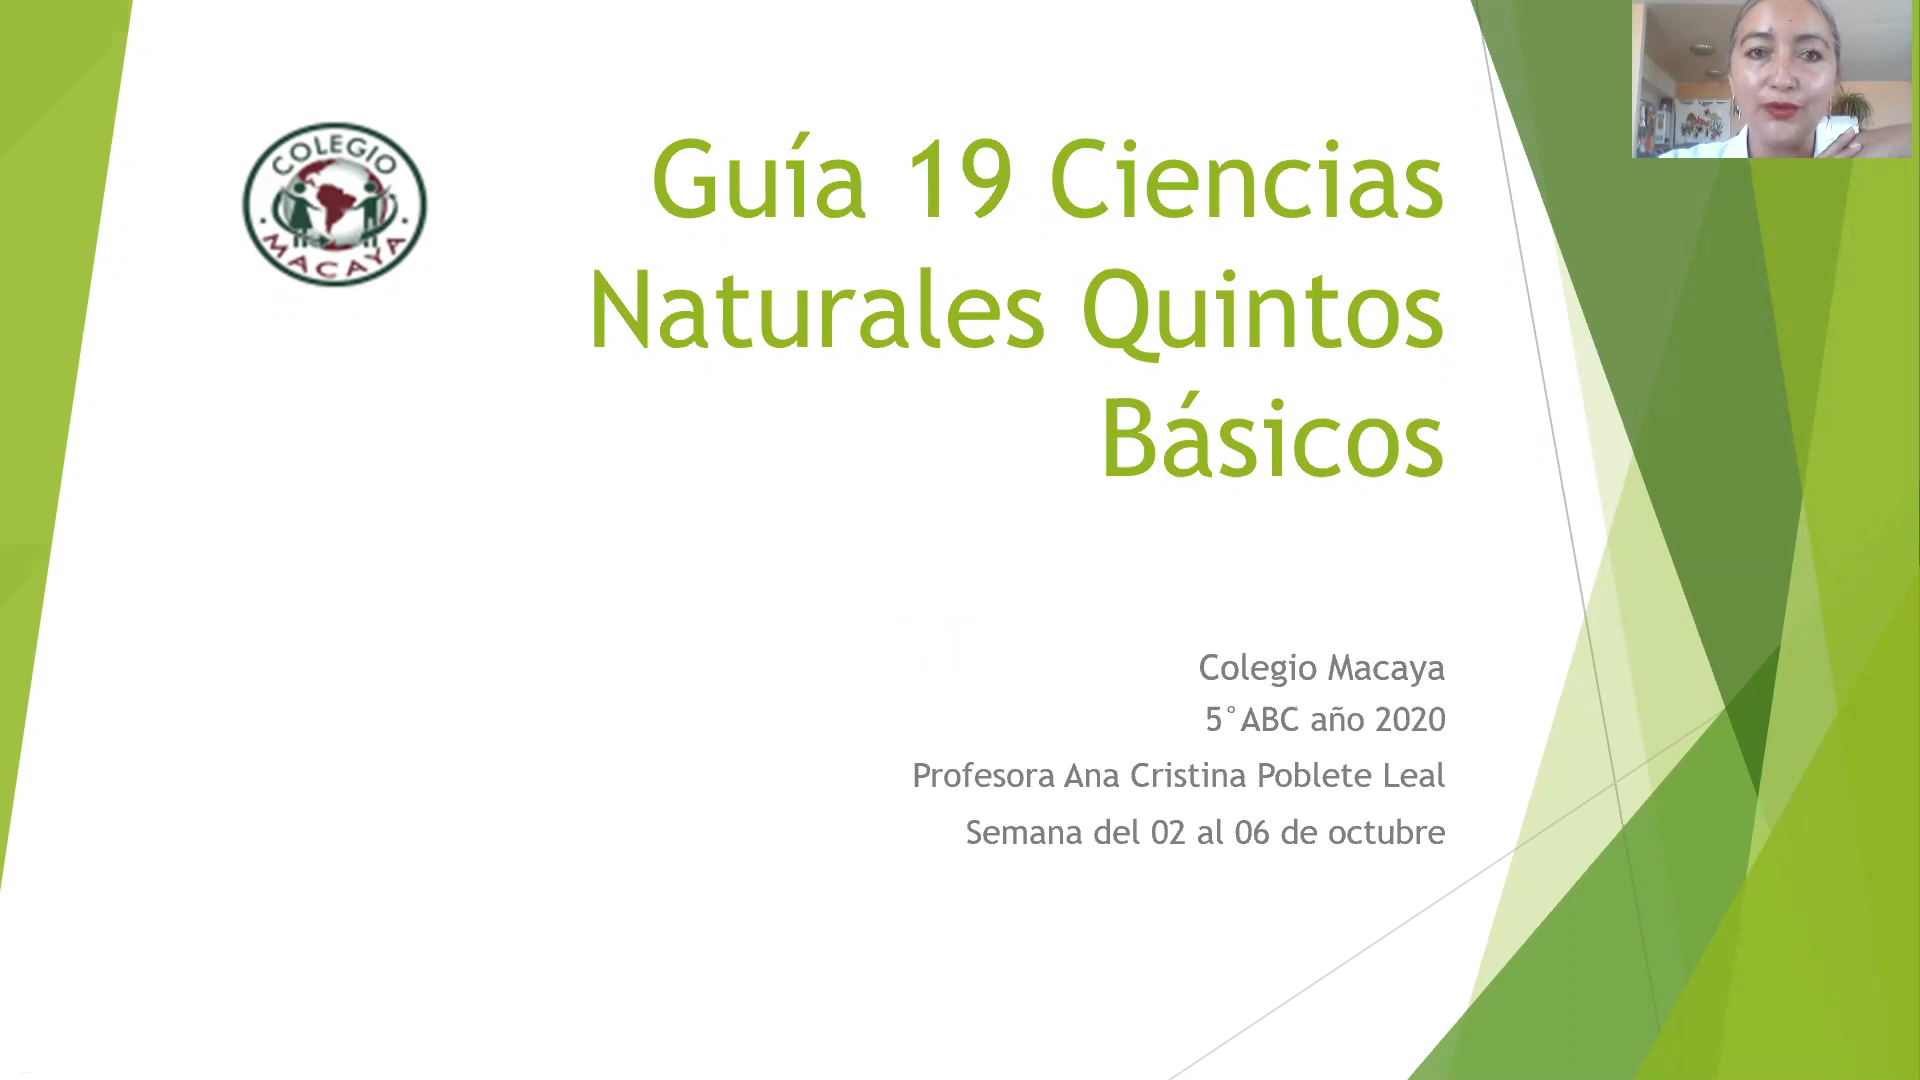 COLEGIO
MACAYA
Guía 19 Ciencias
Naturales Quintos
Básicos
Colegio Macaya
5°ABC año 2020
Profesora Ana Cristina Poblete Leal
Semana del 02 al 06 de octubre